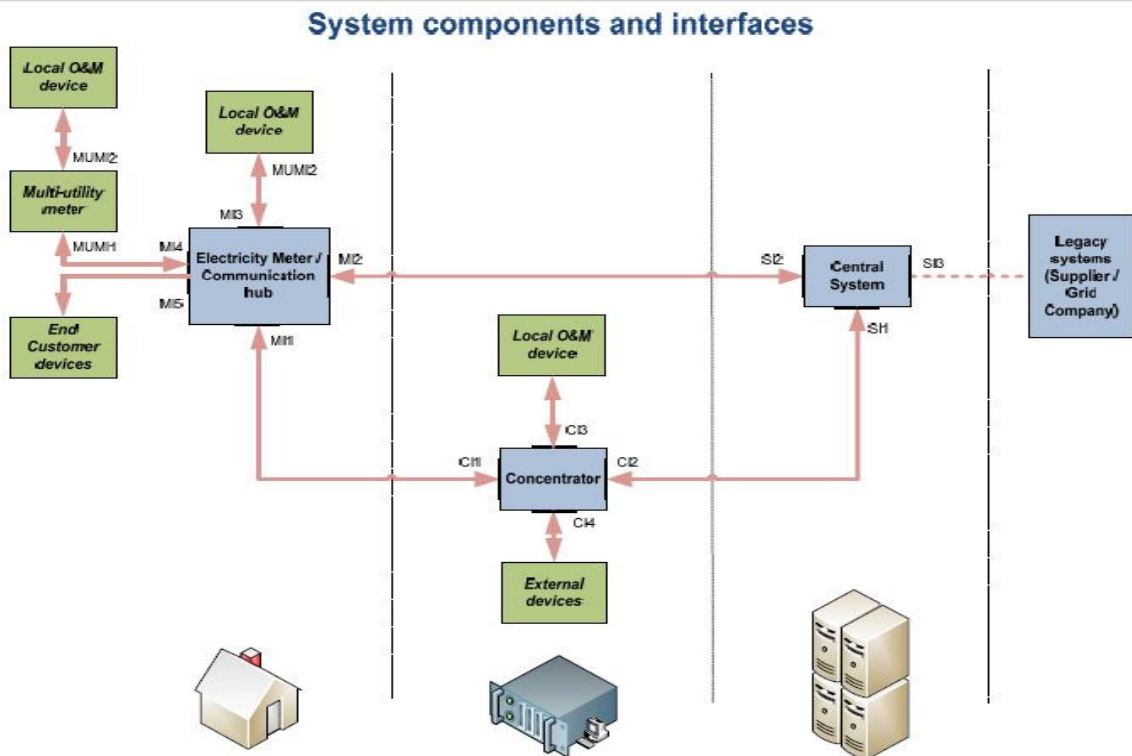 System components and interfaces
Local O&M
device
MUMI2
Multi-utility
meter
MUMI1
Local O&M
device
MUMI2
MI3
MI4
MI5
Electricity Meter /
Communication
hub
MI2
MI1
End
Customer
devices
Local O&M
device
CI3
CI1
Concentrator
CI2
CI4
External
devices
SI2
Central
System
SI3
SI1
Legacy
systems
(Supplier /
Grid
Company)